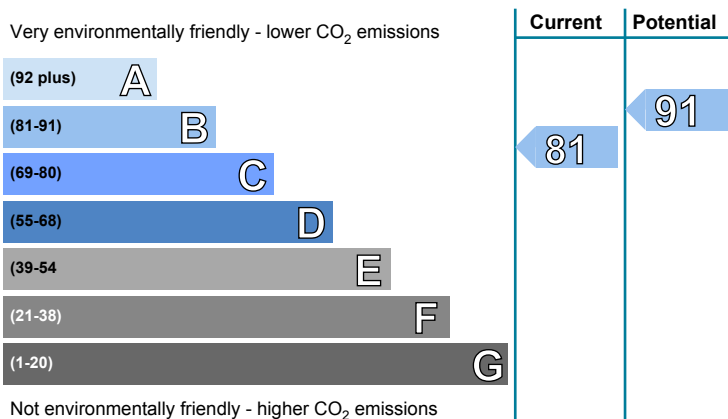 Current Potential
Very environmentally friendly - lower CO2 emissions
(92 plus) A
(81-91) B
91
81
(69-80) C
(55-68) D
(39-54 E
(21-38) F
(1-20) G
Not environmentally friendly - higher CO2 emissions